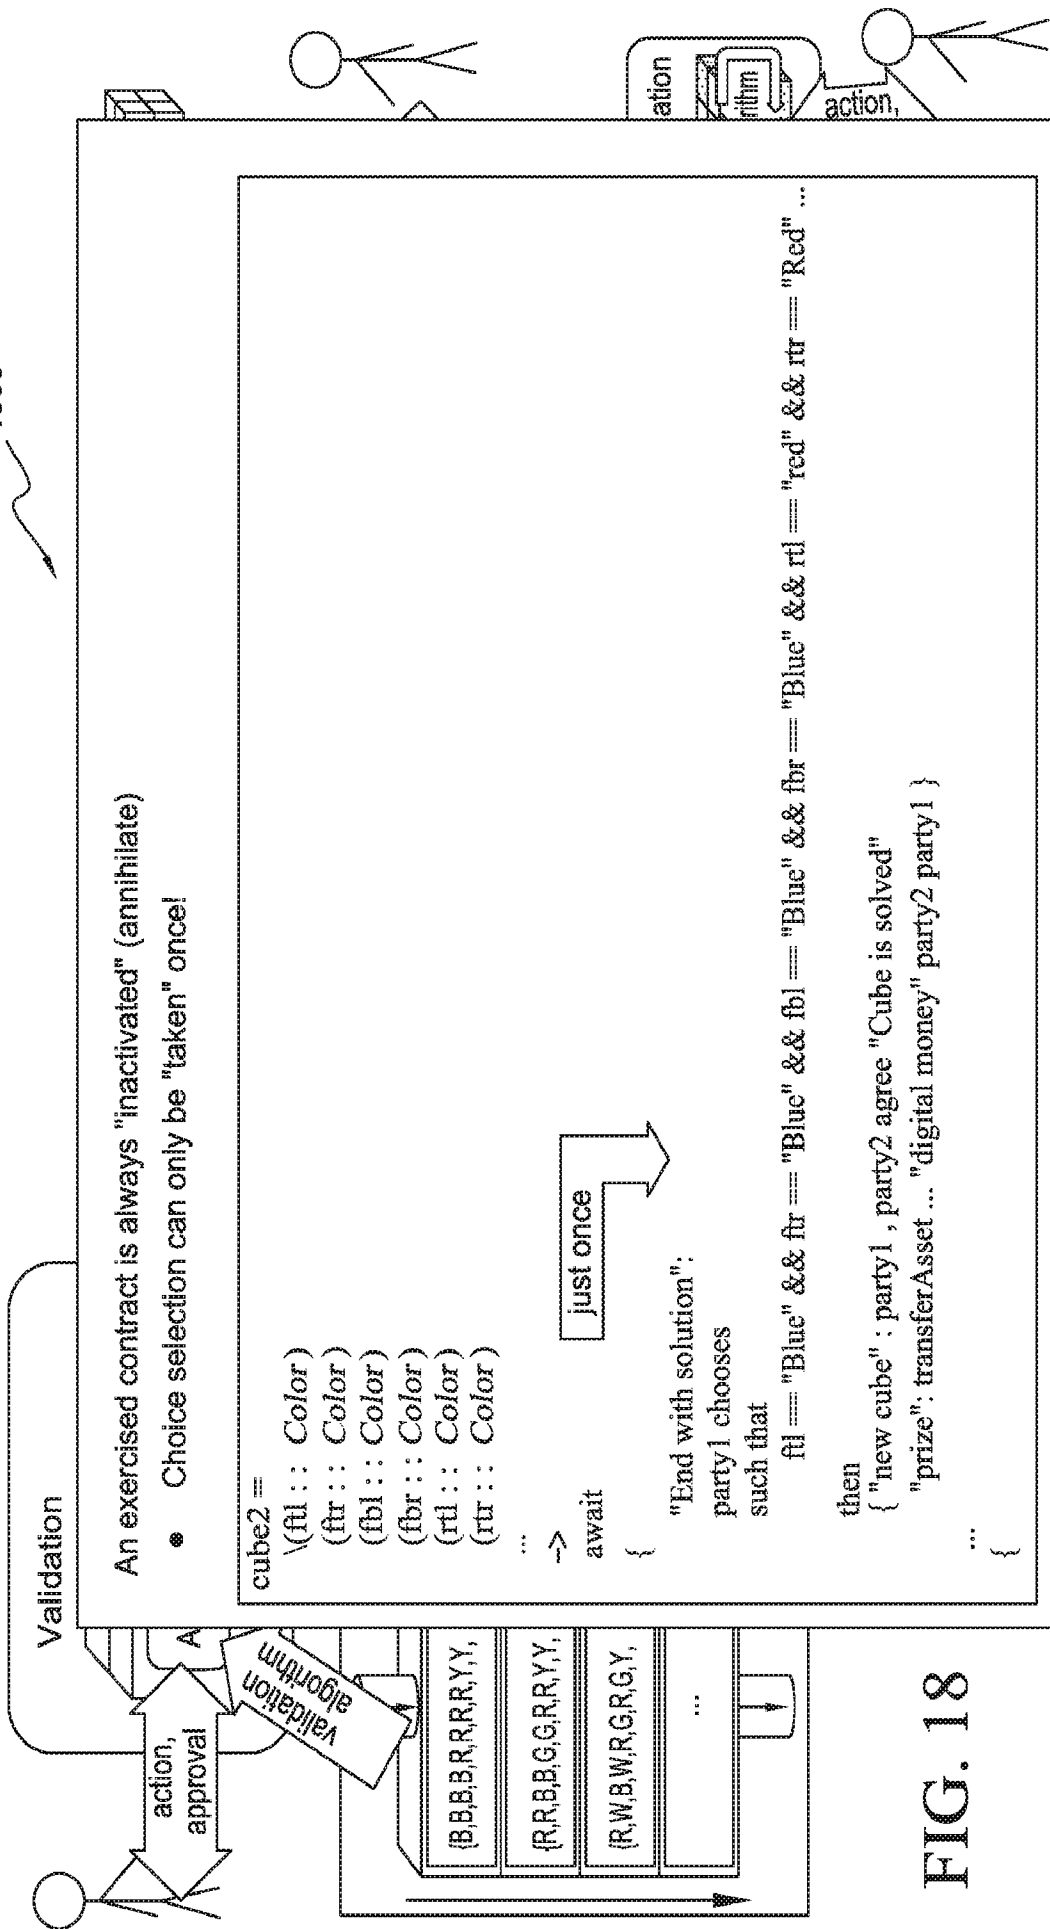 Validation
action,
approval
A
validation
algorithm
{B,B,B,B,R,R,R,R,Y,Y,
{R,R,B,B,G,G,R,R,Y,Y,
{R,W,B,W,R,G,R,G,Y,
...
An exercised contract is always "inactivated" (annihilate)
● Choice selection can only be "taken" once!
cube2 =
\(ftl :: Color )
(ftr :: Color )
(fbl :: Color )
(fbr :: Color )
(rtl :: Color )
(rtr :: Color )
...
->
await
{
just once
"End with solution":
party1 chooses
such that
ftl == "Blue" && ftr == "Blue" && fbl == "Blue" && fbr == "Blue" && rtl == "red" && rtr == "Red" ...
then
{ "new cube" : party1 , party2 agree "Cube is solved"
"prize": transferAsset ... "digital money" party2 party1 }
...
{
ation
rithm
action,
FIG. 18